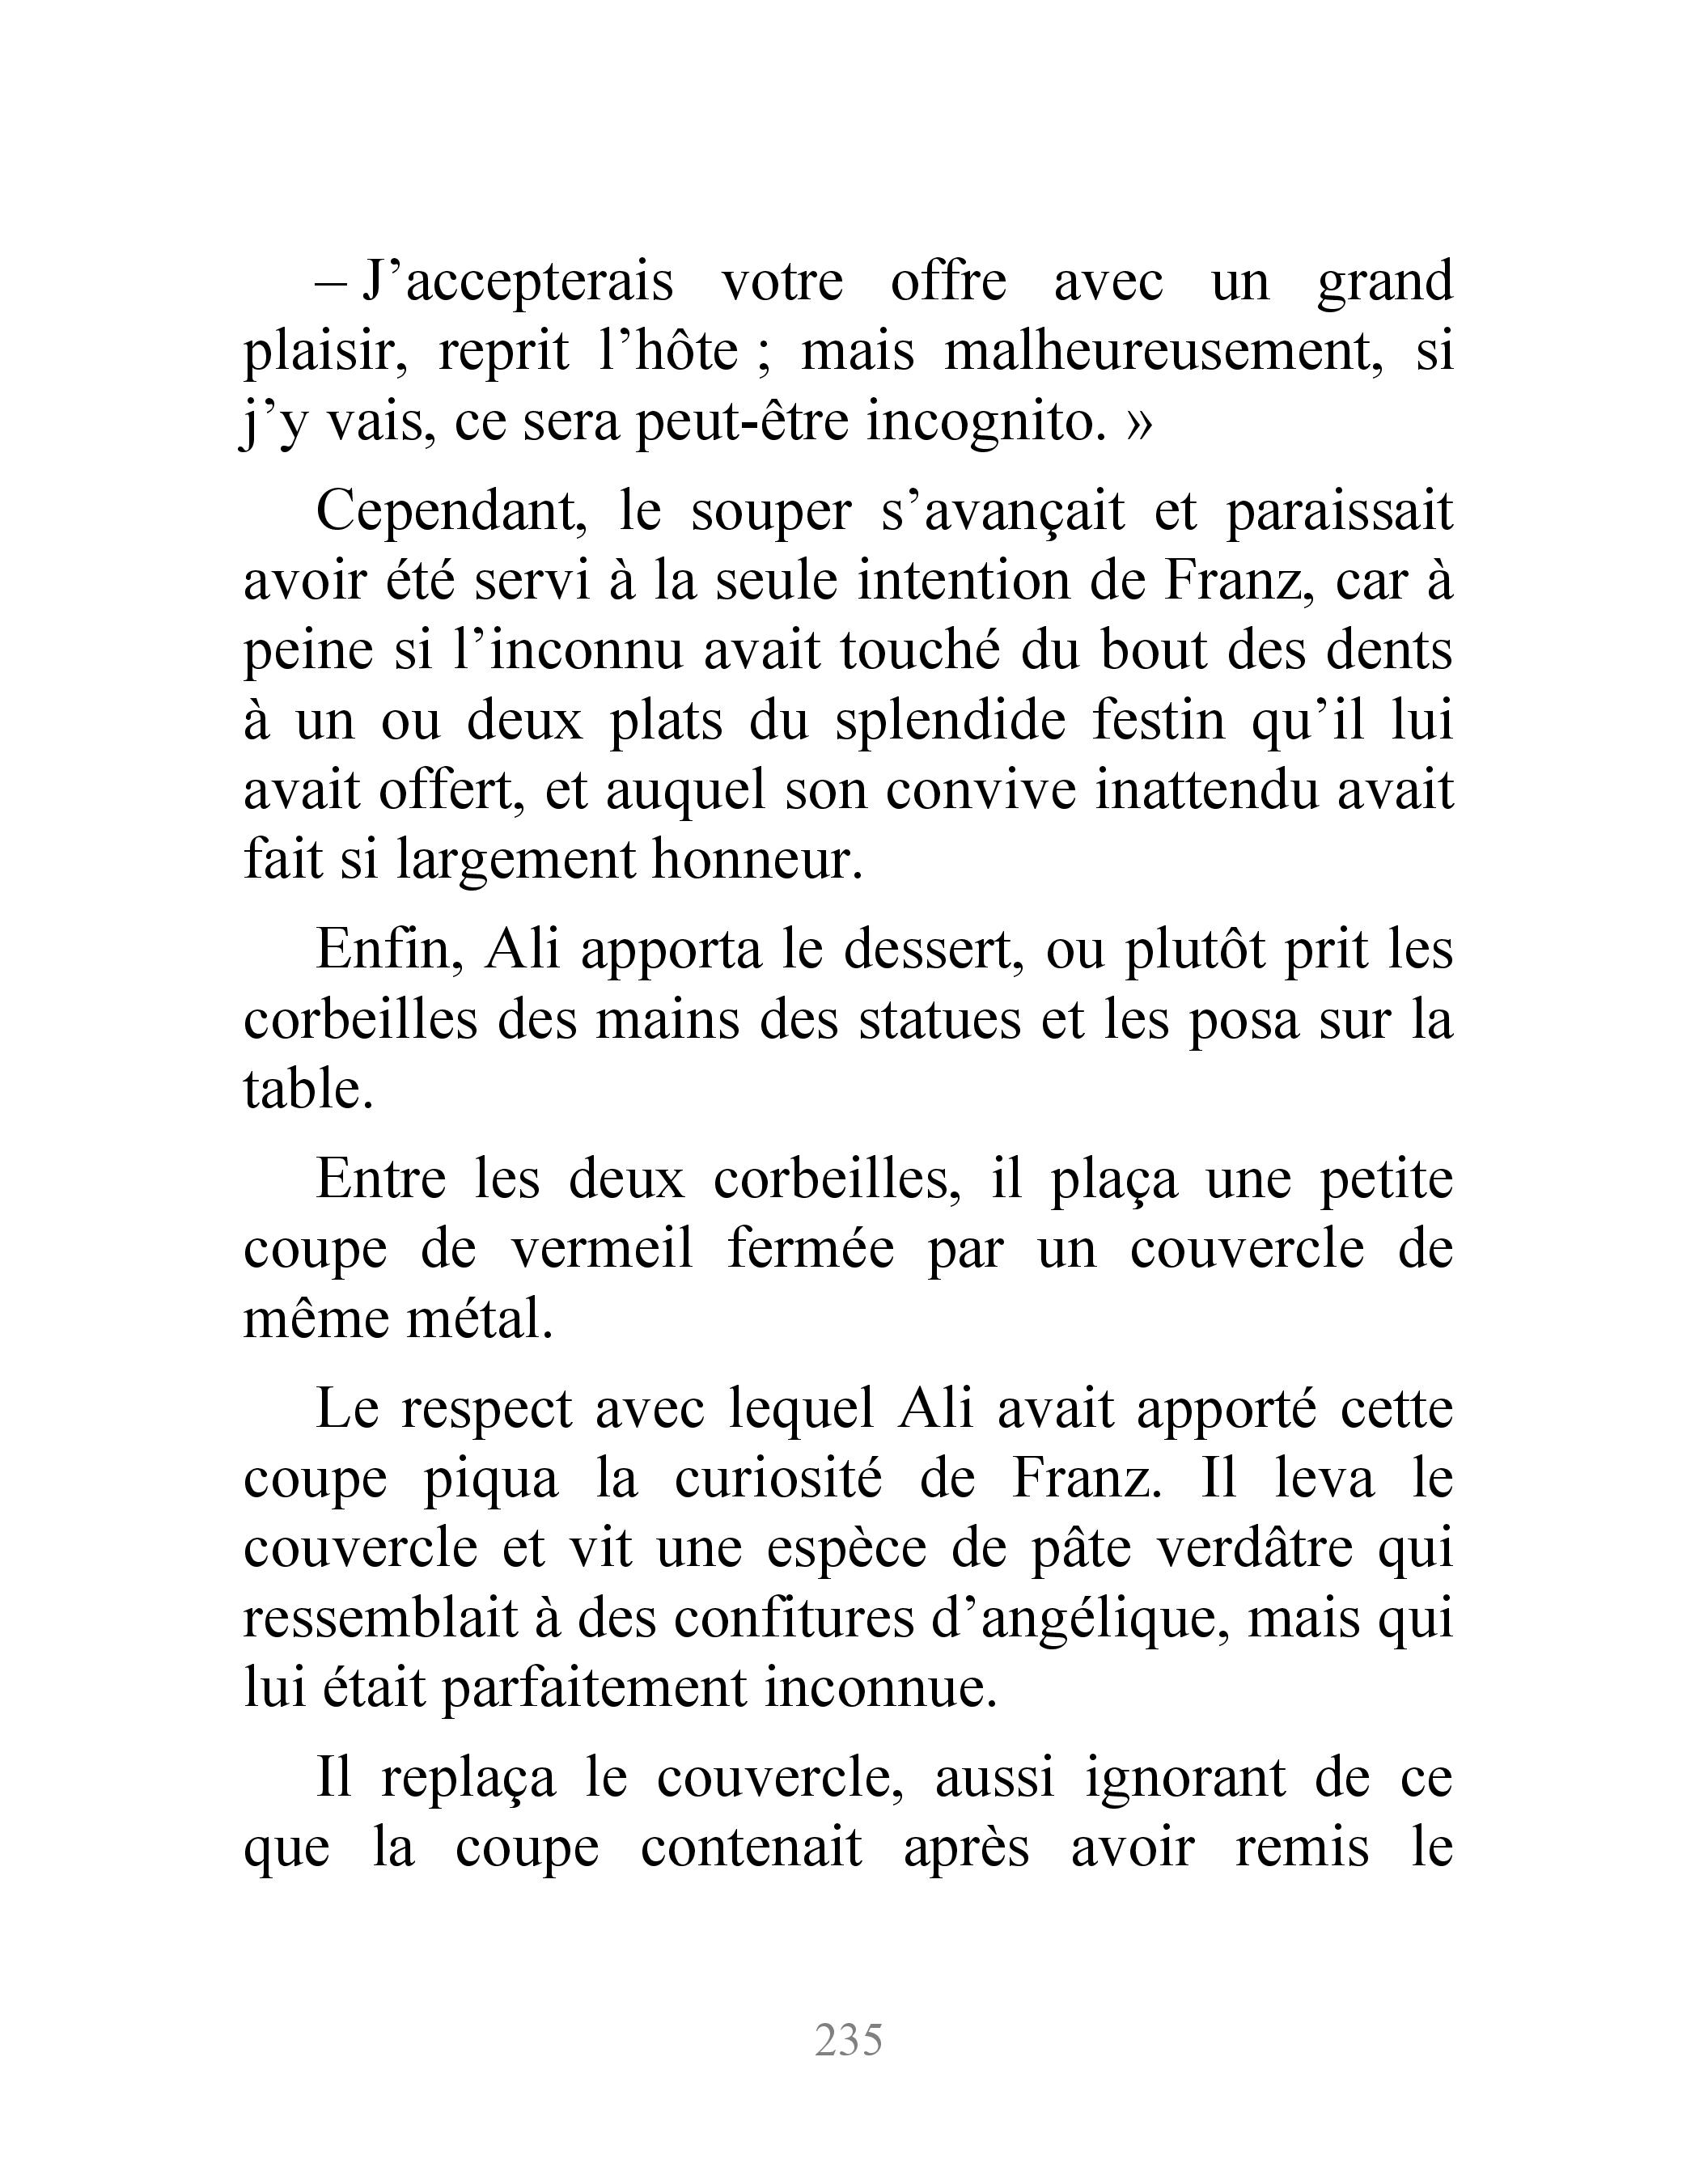 – J’accepterais votre offre avec un grand
plaisir, reprit l’hôte ; mais malheureusement, si
j’y vais, ce sera peut-être incognito. »
Cependant, le souper s’avançait et paraissait
avoir été servi à la seule intention de Franz, car à
peine si l’inconnu avait touché du bout des dents
à un ou deux plats du splendide festin qu’il lui
avait offert, et auquel son convive inattendu avait
fait si largement honneur.
Enfin, Ali apporta le dessert, ou plutôt prit les
corbeilles des mains des statues et les posa sur la
table.
Entre les deux corbeilles, il plaça une petite
coupe de vermeil fermée par un couvercle de
même métal.
Le respect avec lequel Ali avait apporté cette
coupe piqua la curiosité de Franz. Il leva le
couvercle et vit une espèce de pâte verdâtre qui
ressemblait à des confitures d’angélique, mais qui
lui était parfaitement inconnue.
Il replaça le couvercle, aussi ignorant de ce
que la coupe contenait après avoir remis le
235